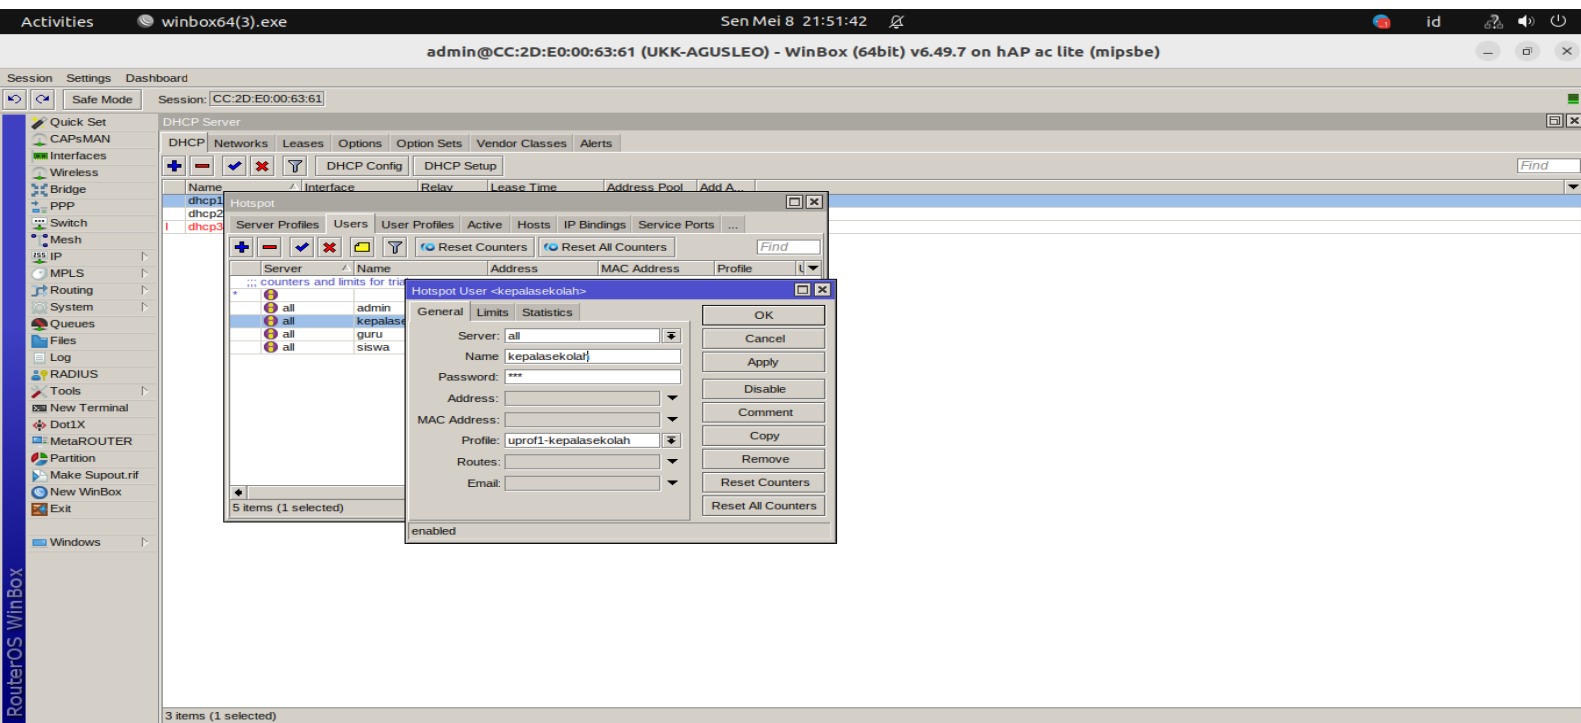 Activities winbox64(3).exe Sen Mei 8 21:51:42 id
admin@CC:2D:E0:00:63:61 (UKK-AGUSLEO) - WinBox (64bit) v6.49.7 on hAP ac lite (mipsbe)
Session Settings Dashboard
Safe Mode Session: CC:2D:E0:00:63:61
Quick Set
CAPsMAN
Interfaces
Wireless
Bridge
PPP
Switch
Mesh
IP
MPLS
Routing
System
Queues
Files
Log
RADIUS
Tools
New Terminal
Dot1X
MetaROUTER
Partition
Make Supout.rif
New WinBox
Exit
Windows
RouterOS WinBox
DHCP Server
DHCP Networks Leases Options Option Sets Vendor Classes Alerts
DHCP Config DHCP Setup Find
Name Interface Relay Lease Time Address Pool Add A...
dhcp1
dhcp2
I dhcp3
3 items (1 selected)
Hotspot
Server Profiles Users User Profiles Active Hosts IP Bindings Service Ports ...
Reset Counters Reset All Counters Find
Server Name Address MAC Address Profile
;;; counters and limits for
*
all admin
all
all guru
all siswa
5 items (1 selected)
Hotspot User <kepalasekolah>
General Limits Statistics
Server: all
Name kepalasekolah
Password: ***
Address:
MAC Address:
Profile: uprof1-kepalasekolah
Routes:
Email:
OK
Cancel
Apply
Disable
Comment
Copy
Remove
Reset Counters
Reset All Counters
enabled